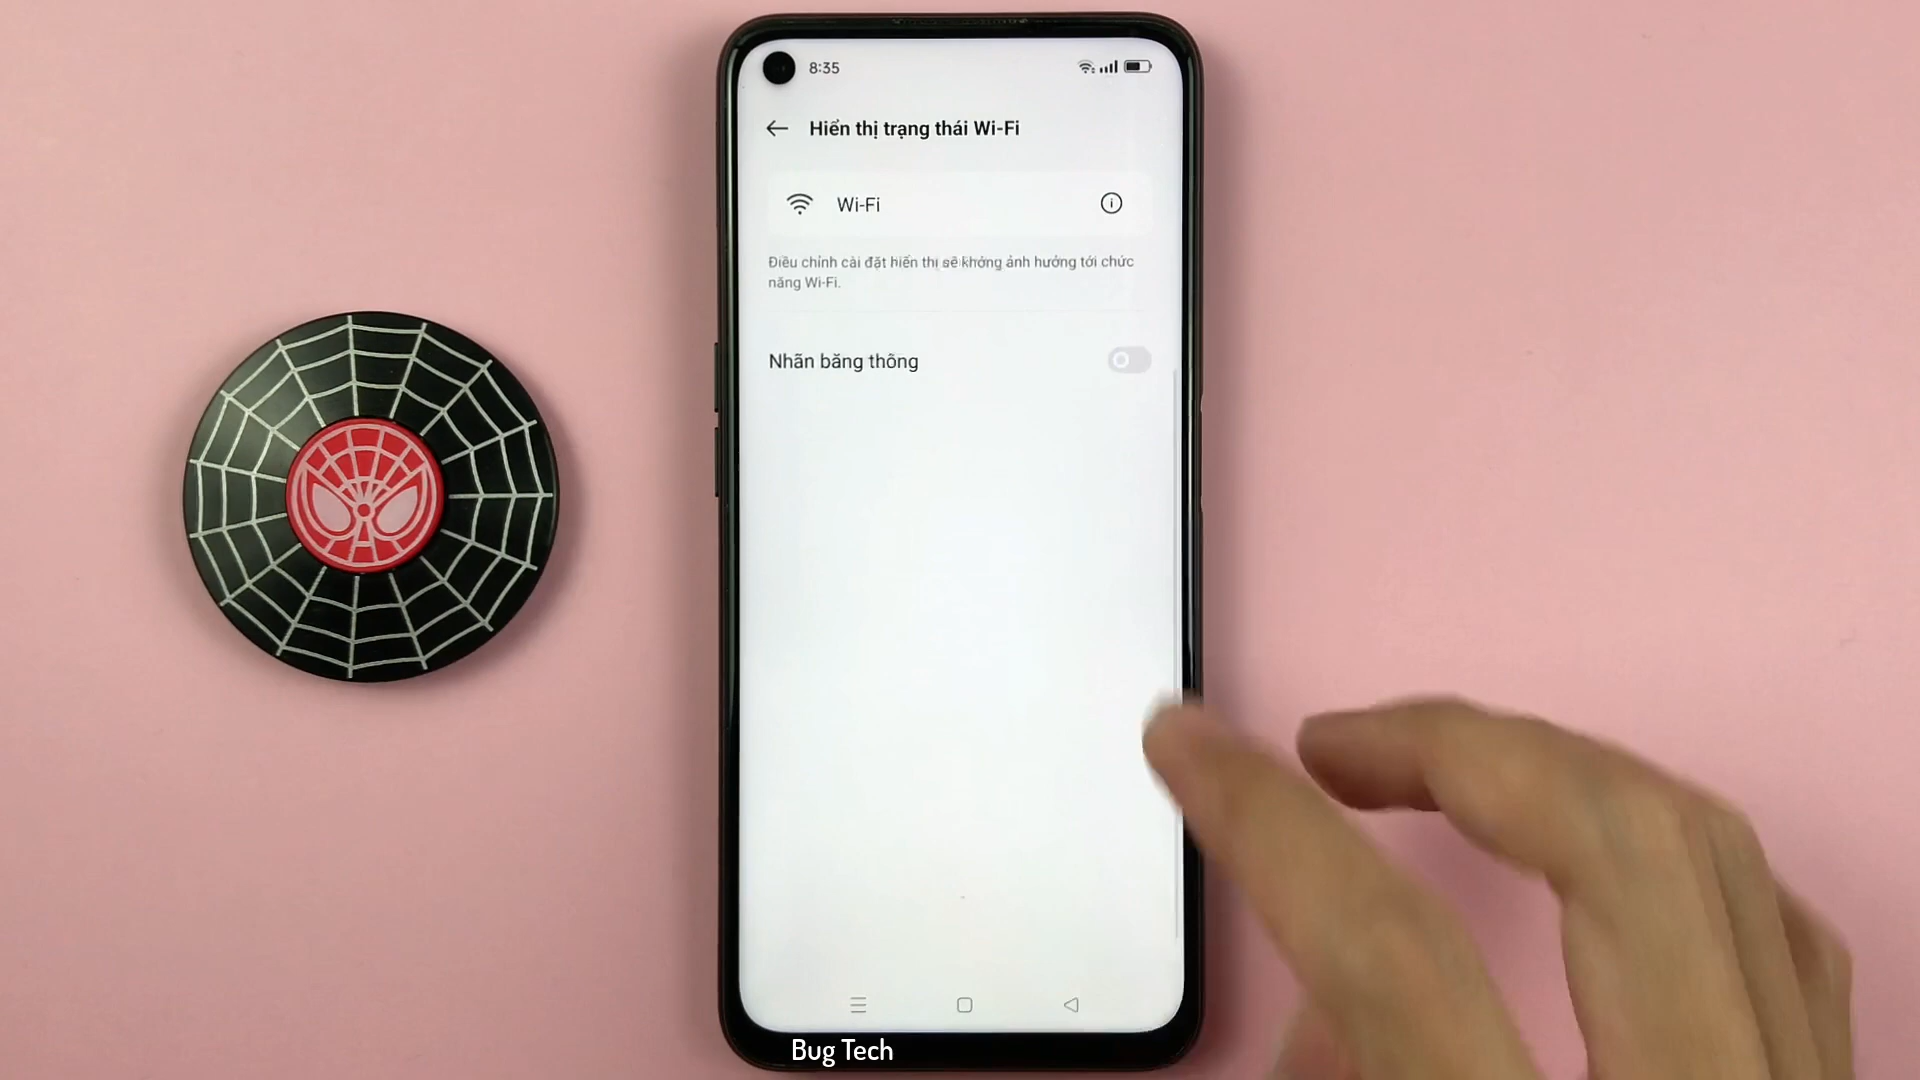 8:35
Hiển thị trạng thái Wi-Fi
Wi-Fi
Điều chỉnh cài đặt hiển thị sẽ không ảnh hưởng tới chức
năng Wi-Fi.
Nhãn băng thông
Bug Tech